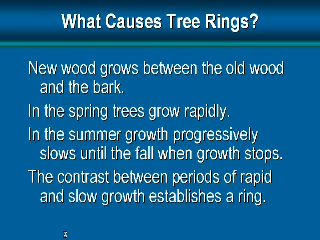 What Causes Tree Rings?
New wood grows between the old wood
and the bark.
In the spring trees grow rapidly.
In the summer growth progressively
slows until the fall when growth stops.
The contrast between periods of rapid
and slow growth establishes a ring.